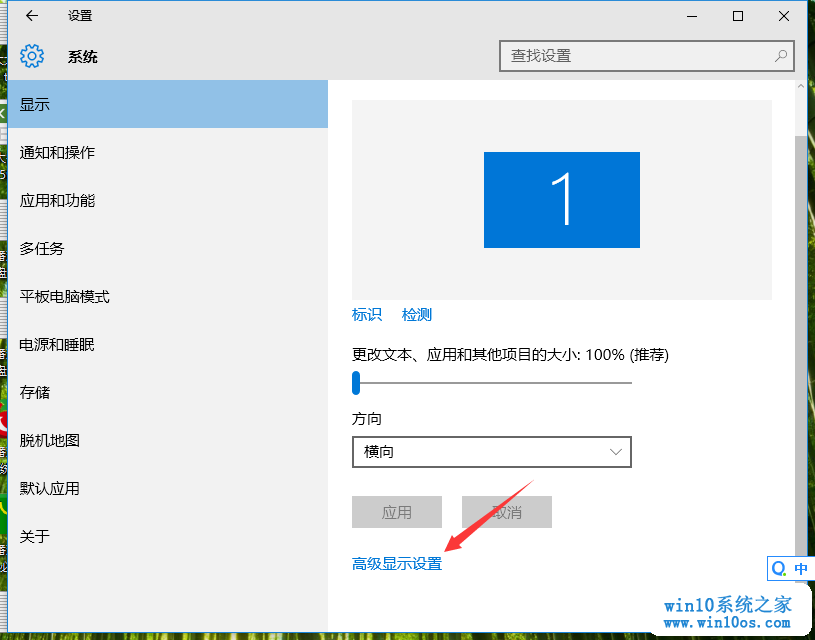 设置
系统
查找设置
显示
通知和操作
应用和功能
多任务
平板电脑模式
电源和睡眠
存储
脱机地图
默认应用
关于
1
标识 检测
更改文本、应用和其他项目的大小: 100% (推荐)
方向
横向
应用 取消
高级显示设置
中
win10系统之家
www.win10os.com